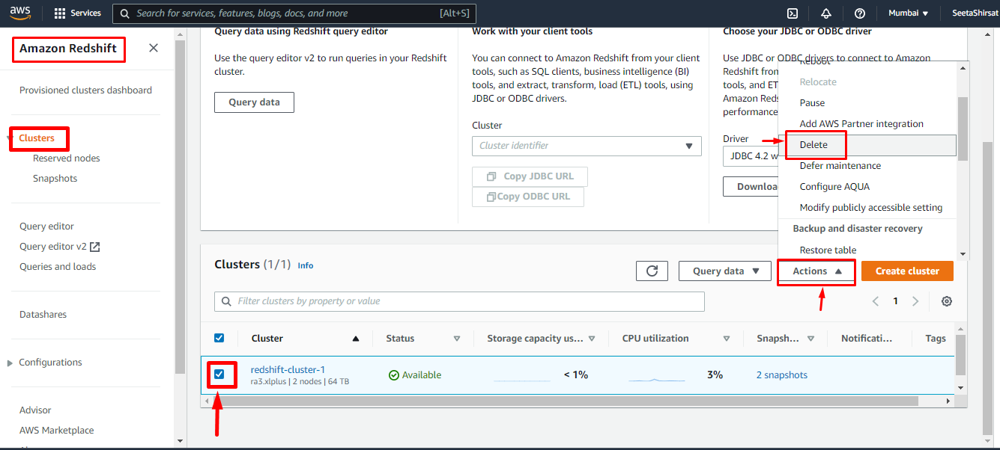 aws
Services
Search for services, features, blogs, docs, and more
[Alt+S]
Mumbai
SeetaShirsat
Amazon Redshift
Provisioned clusters dashboard
Clusters
Reserved nodes
Snapshots
Query editor
Query editor v2
Queries and loads
Datashares
Configurations
Advisor
AWS Marketplace
Query data using Redshift query editor
Use the query editor v2 to run queries in your Redshift
cluster.
Query data
Work with your client tools
You can connect to Amazon Redshift from your client
tools, such as SQL clients, business intelligence (BI)
tools, and extract, transform, load (ETL) tools, using
JDBC or ODBC drivers.
Cluster
Cluster identifier
Copy JDBC URL
Copy ODBC URL
Choose your JDBC or ODBC driver
Use JDBC or ODBC drivers to connect to Amazon
Redshift from
tools, and ET
Amazon Reds
performance
Driver
JDBC 4.2 w
Downloa
Reboot
Relocate
Pause
Add AWS Partner integration
Delete
Defer maintenance
Configure AQUA
Modify publicly accessible setting
Backup and disaster recovery
Restore table
Clusters (1/1) Info
Query data
Actions
Create cluster
Filter clusters by property or value
1
Cluster Status Storage capacity us... CPU utilization Snapsh... Notificati... Tags
redshift-cluster-1
ra3.xlplus | 2 nodes | 64 TB
Available
< 1%
3%
2 snapshots